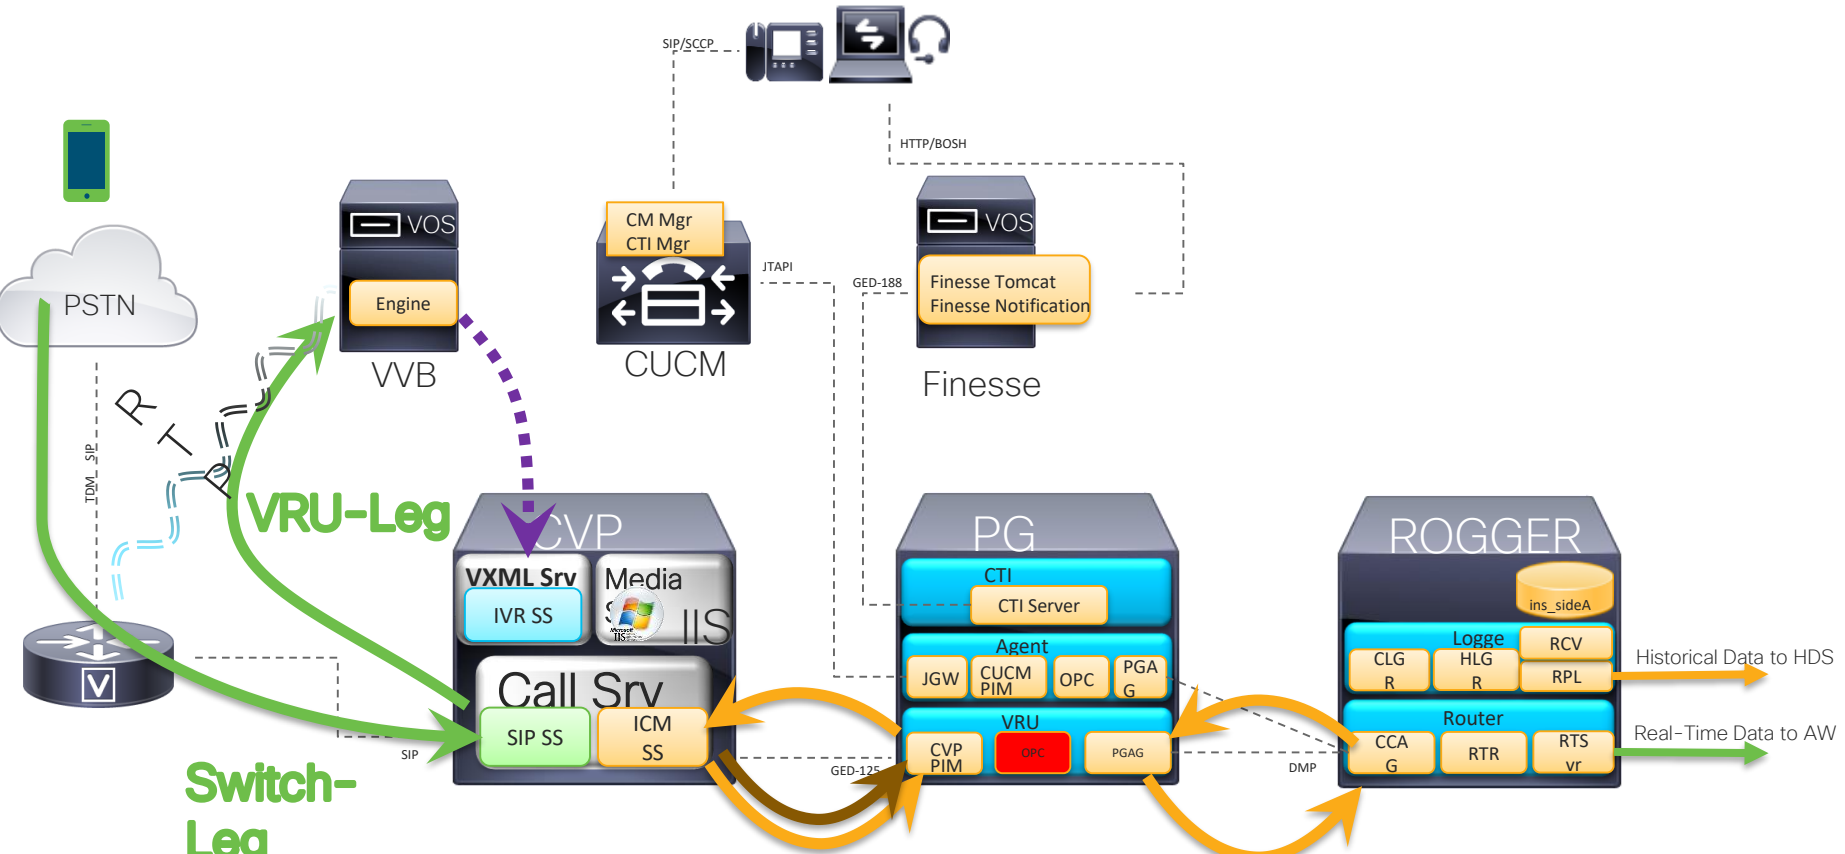 SIP/SCCP
HTTP/BOSH
VOS
Engine
VVB
CM Mgr
CTI Mgr
CUCM
JTAPI
GED-188
VOS
Finesse Tomcat
Finesse Notification
Finesse
PSTN
TDM SIP
R
T
P
VRU-Leg
Switch-
Leg
SIP
CVP
VXML Srv
IVR SS
Media
IIS
Microsoft
IIS
Call Srv
SIP SS
ICM
SS
GED-125
PG
CTI
CTI Server
Agent
JGW
CUCM
PIM
OPC
PGA
G
VRU
CVP
PIM
OPC
PGAG
DMP
ROGGER
ins_sideA
Logge
CLG
R
HLG
R
RCV
RPL
Router
CCA
G
RTR
RTS
vr
Historical Data to HDS
Real-Time Data to AW